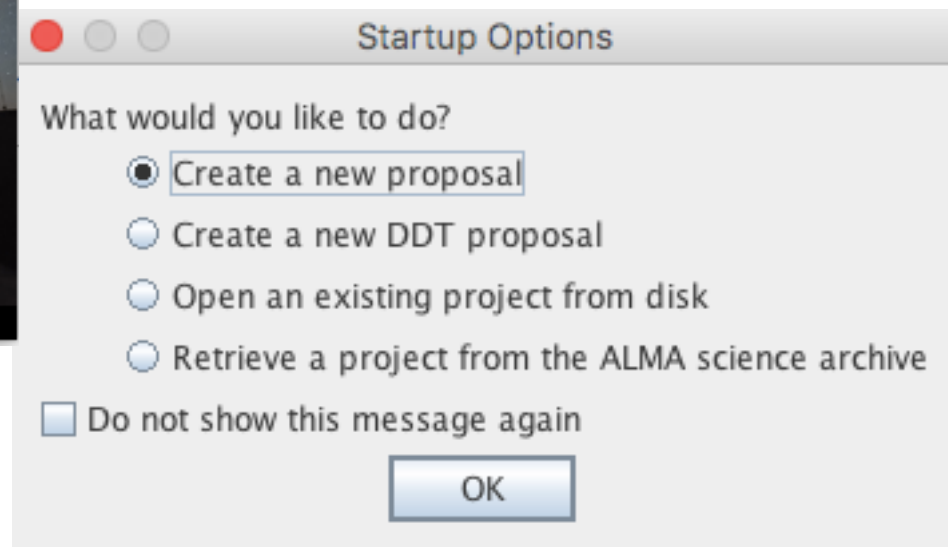 Startup Options
What would you like to do?
Create a new proposal
Create a new DDT proposal
Open an existing project from disk
Retrieve a project from the ALMA science archive
Do not show this message again
OK